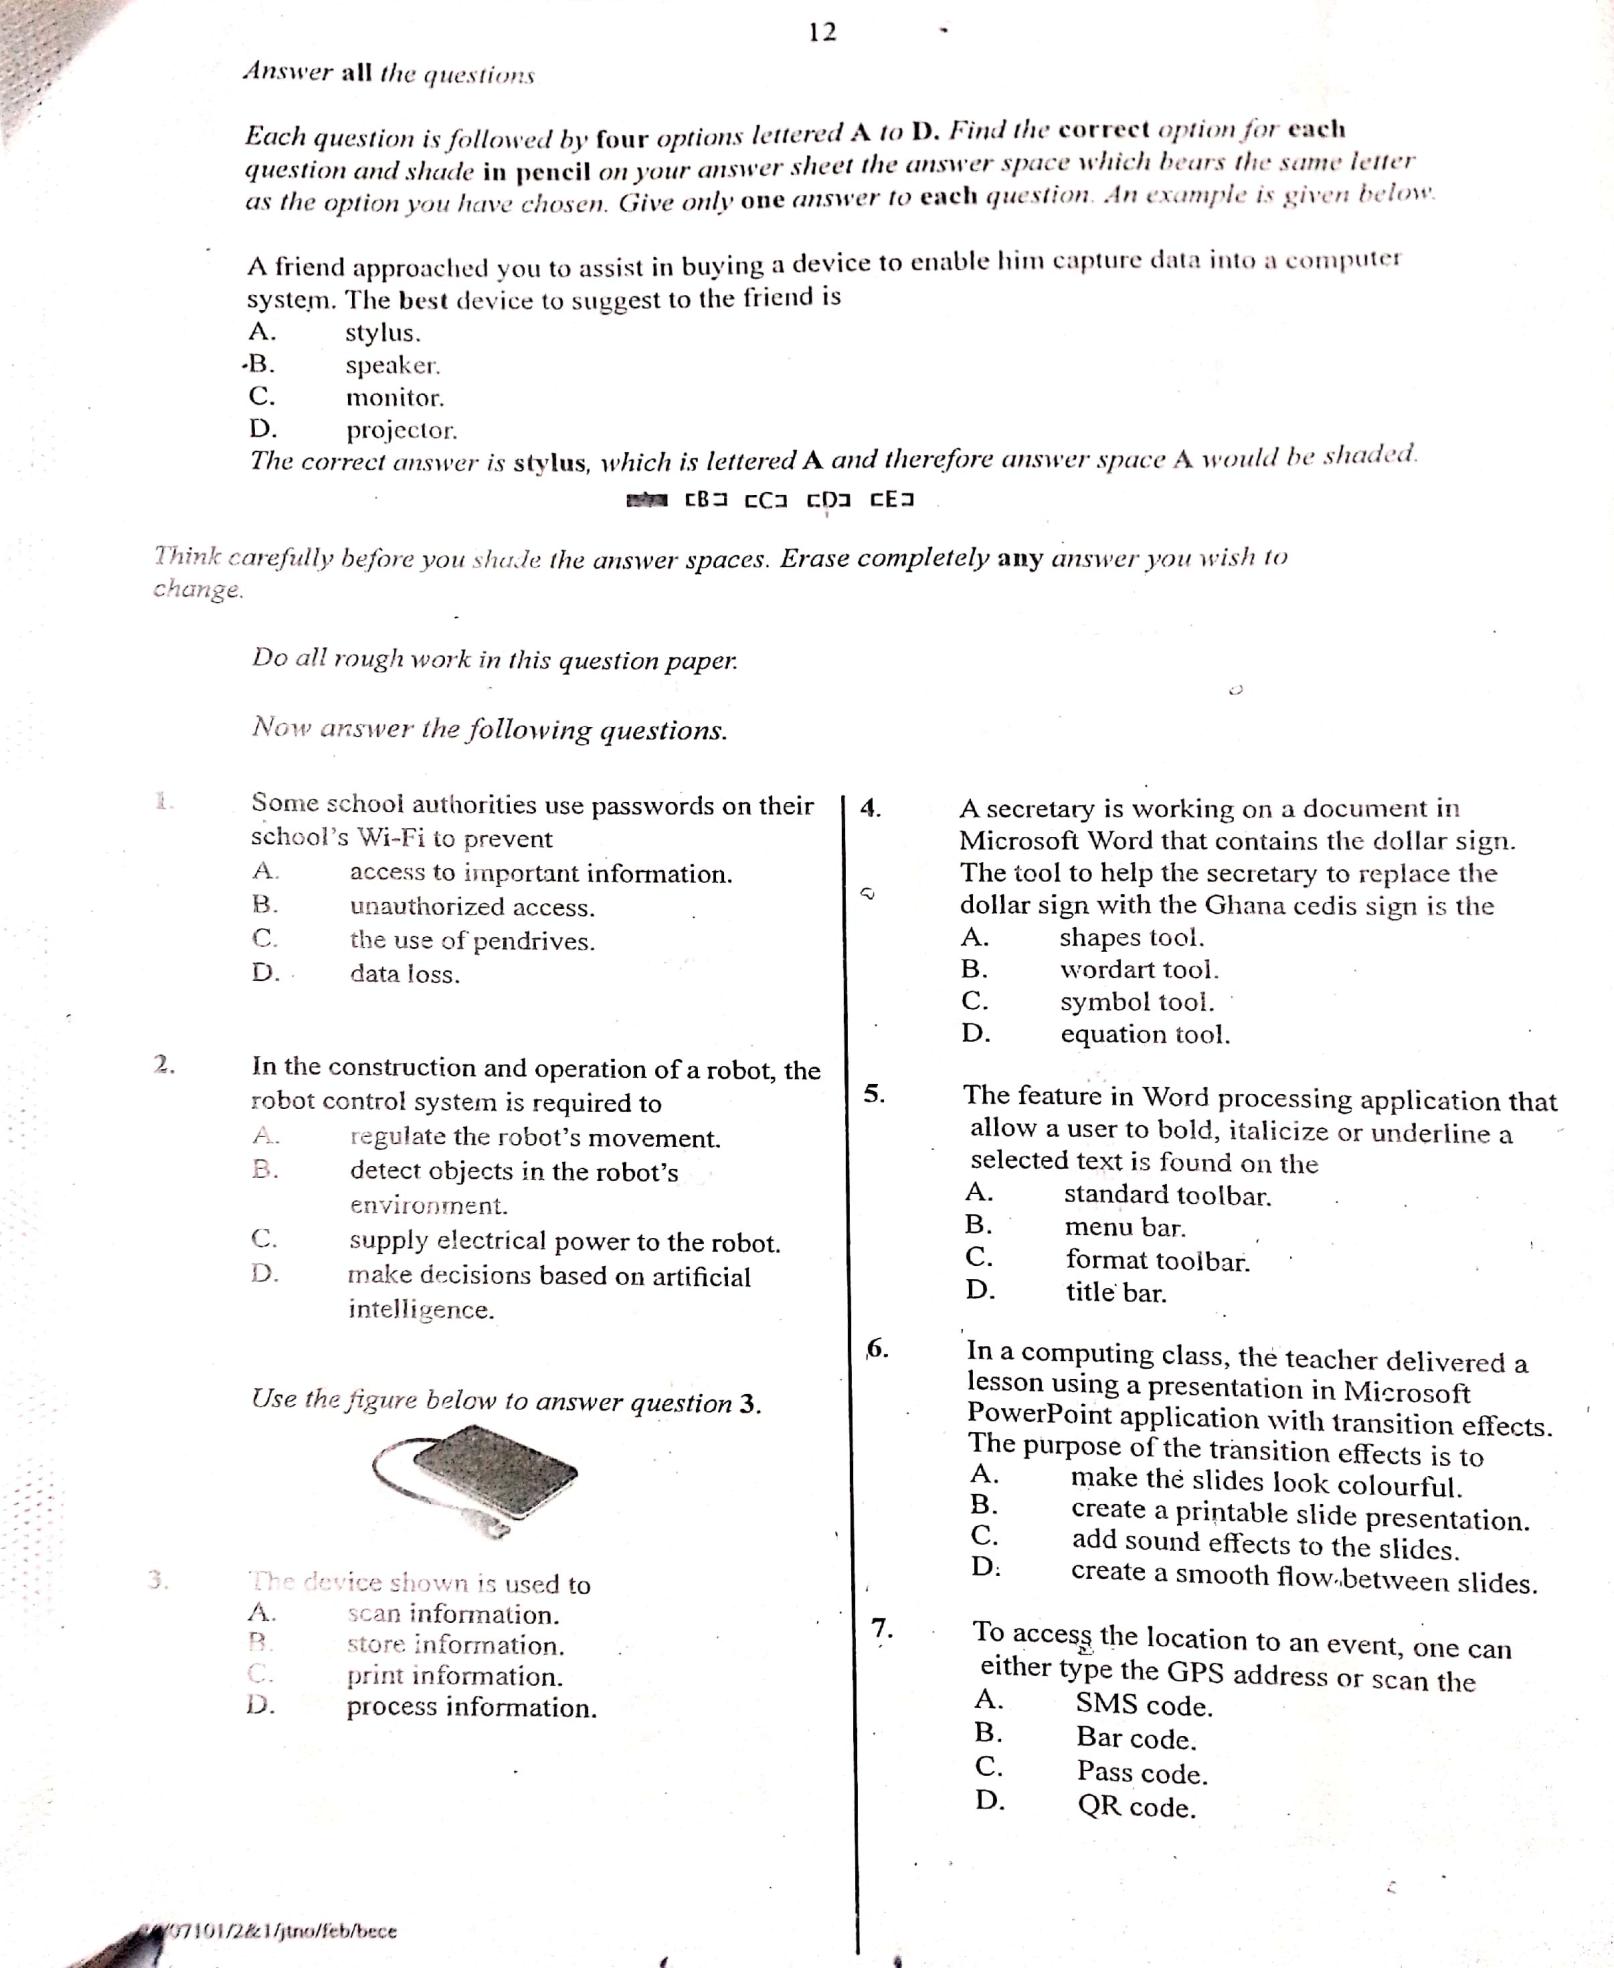 12
Answer all the questions
Each question is followed by four options lettered A to D. Find the correct option for each
question and shade in pencil on your answer sheet the answer space which bears the same letter
as the option you have chosen. Give only one answer to each question. An example is given below.
A friend approached you to assist in buying a device to enable him capture data into a computer
system. The best device to suggest to the friend is
A. stylus.
B. speaker.
C. monitor.
D. projector.
The correct answer is stylus, which is lettered A and therefore answer space A would be shaded.
[B] [C] [D] [E]
Think carefully before you shade the answer spaces. Erase completely any answer you wish to
change.
Do all rough work in this question paper.
Now answer the following questions.
1. Some school authorities use passwords on their
school's Wi-Fi to prevent
A. access to important information.
B. unauthorized access.
C. the use of pendrives.
D. data loss.
2. In the construction and operation of a robot, the
robot control system is required to
A. regulate the robot's movement.
B. detect objects in the robot's
environment.
C. supply electrical power to the robot.
D. make decisions based on artificial
intelligence.
Use the figure below to answer question 3.
3. The device shown is used to
A. scan information.
B. store information.
C. print information.
D. process information.
4. A secretary is working on a document in
Microsoft Word that contains the dollar sign.
The tool to help the secretary to replace the
dollar sign with the Ghana cedis sign is the
A. shapes tool.
B. wordart tool.
C. symbol tool.
D. equation tool.
5. The feature in Word processing application that
allow a user to bold, italicize or underline a
selected text is found on the
A. standard toolbar.
B. menu bar.
C. format toolbar.
D. title bar.
6. In a computing class, the teacher delivered a
lesson using a presentation in Microsoft
PowerPoint application with transition effects.
The purpose of the transition effects is to
A. make the slides look colourful.
B. create a printable slide presentation.
C. add sound effects to the slides.
D. create a smooth flow between slides.
7. To access the location to an event, one can
either type the GPS address or scan the
A. SMS code.
B. Bar code.
C. Pass code.
D. QR code.
/07101/2&1/jtno/feb/bece